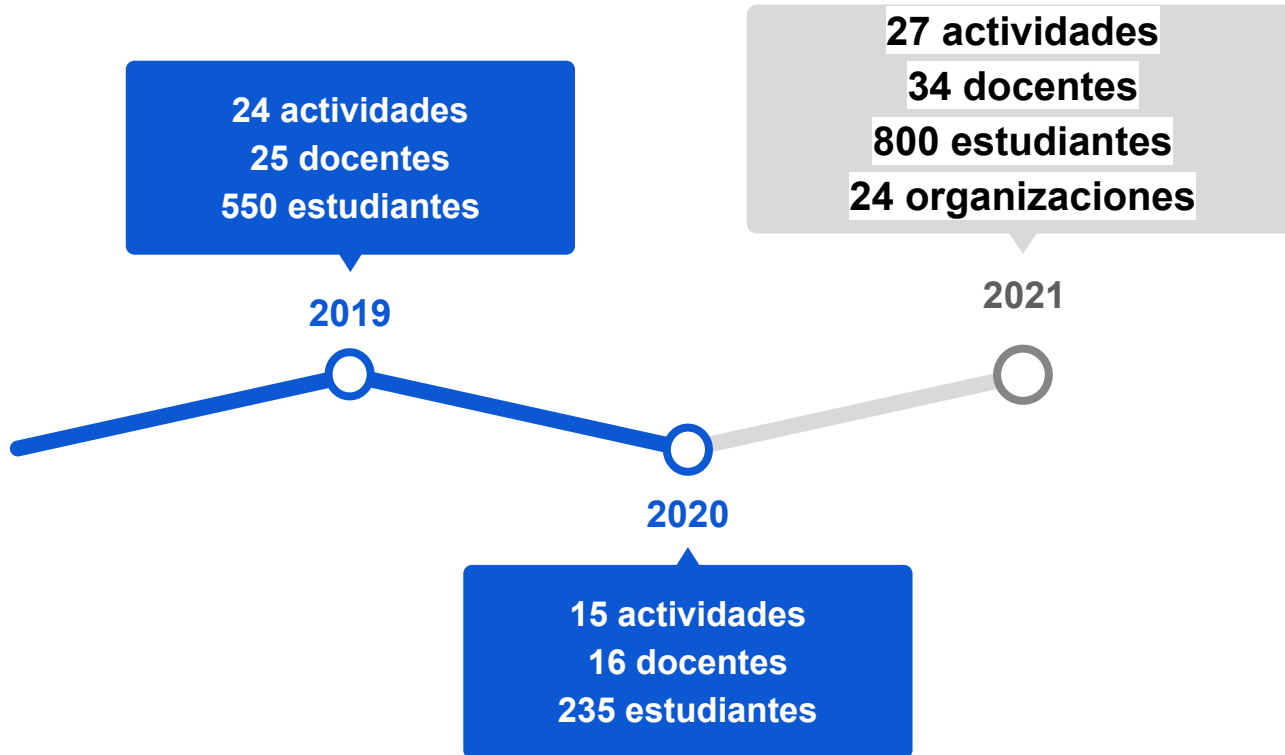 24 actividades
25 docentes
550 estudiantes
2019
15 actividades
16 docentes
235 estudiantes
2020
27 actividades
34 docentes
800 estudiantes
24 organizaciones
2021